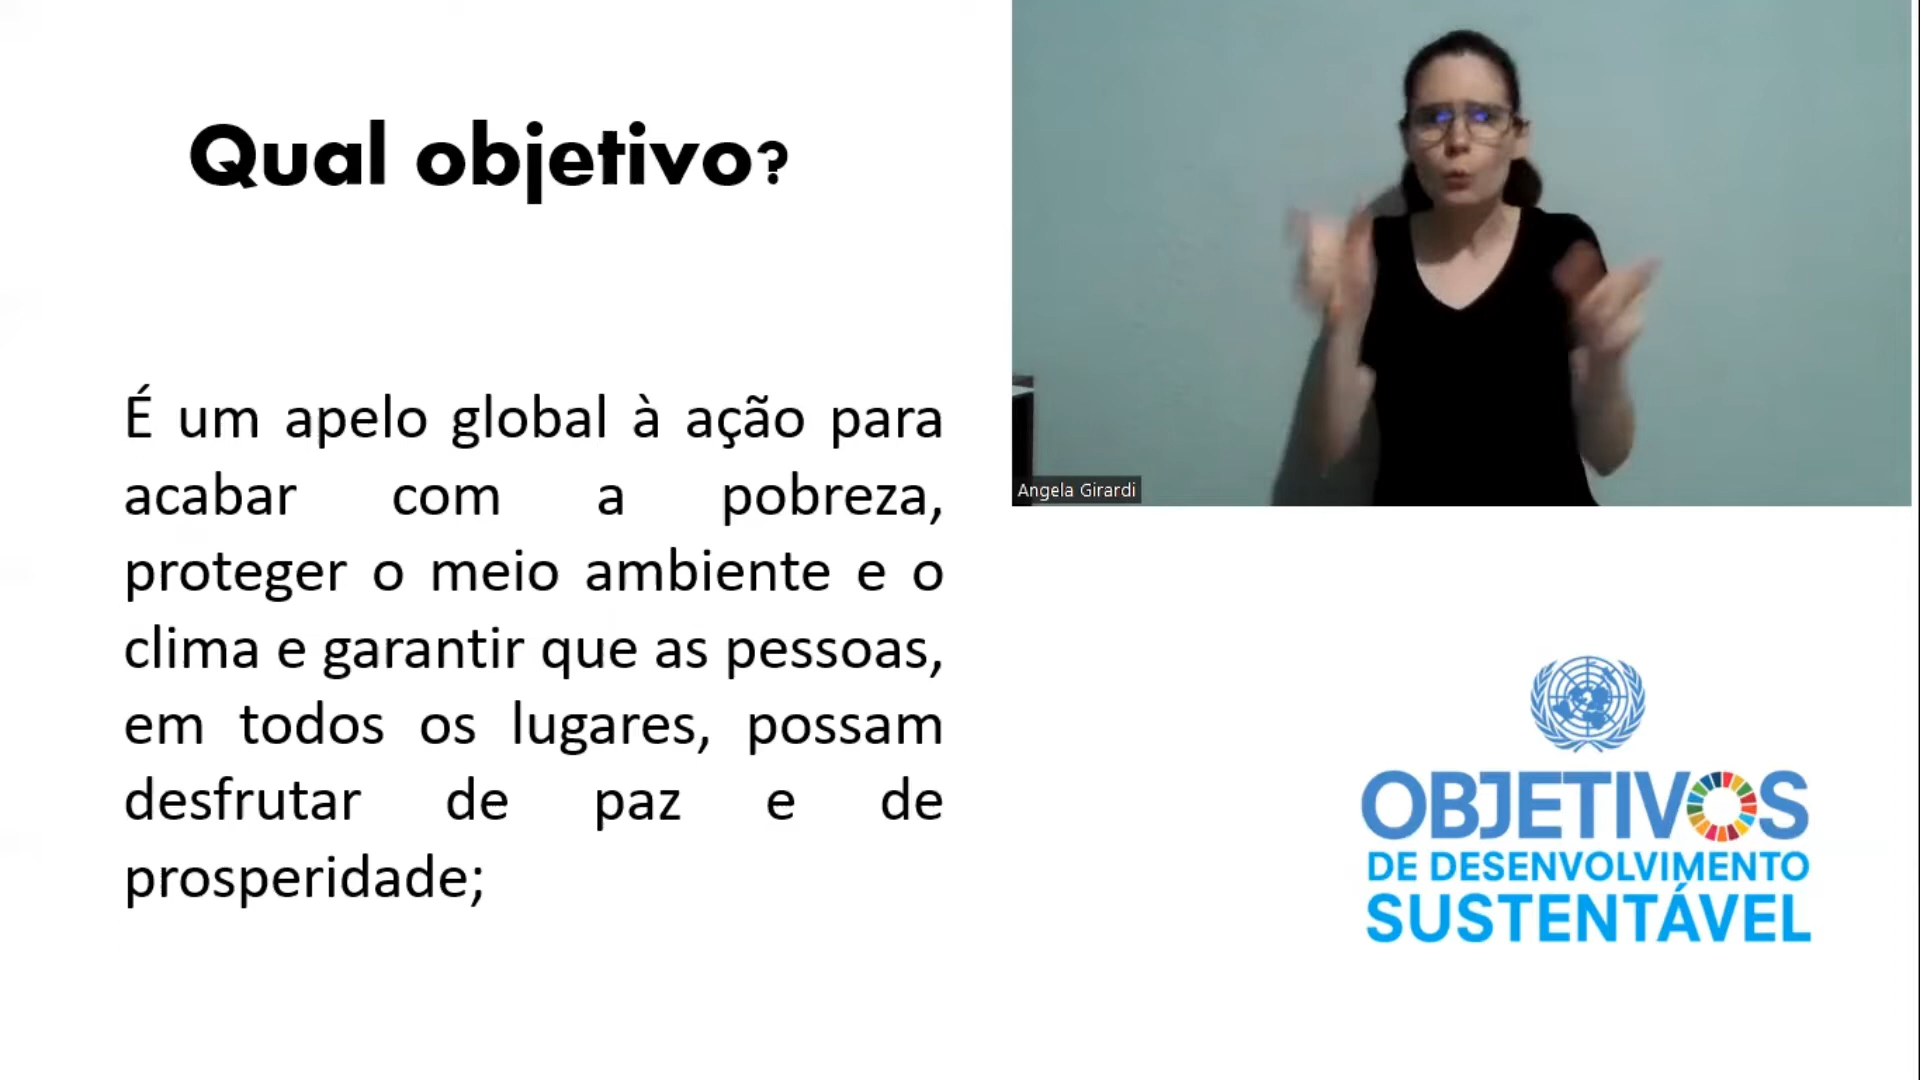 Qual objetivo?
É um apelo global à ação para
acabar com a pobreza,
proteger o meio ambiente e o
clima e garantir que as pessoas,
em todos os lugares, possam
desfrutar de paz e de
prosperidade;
Angela Girardi
OBJETIVOS
DE DESENVOLVIMENTO
SUSTENTÁVEL